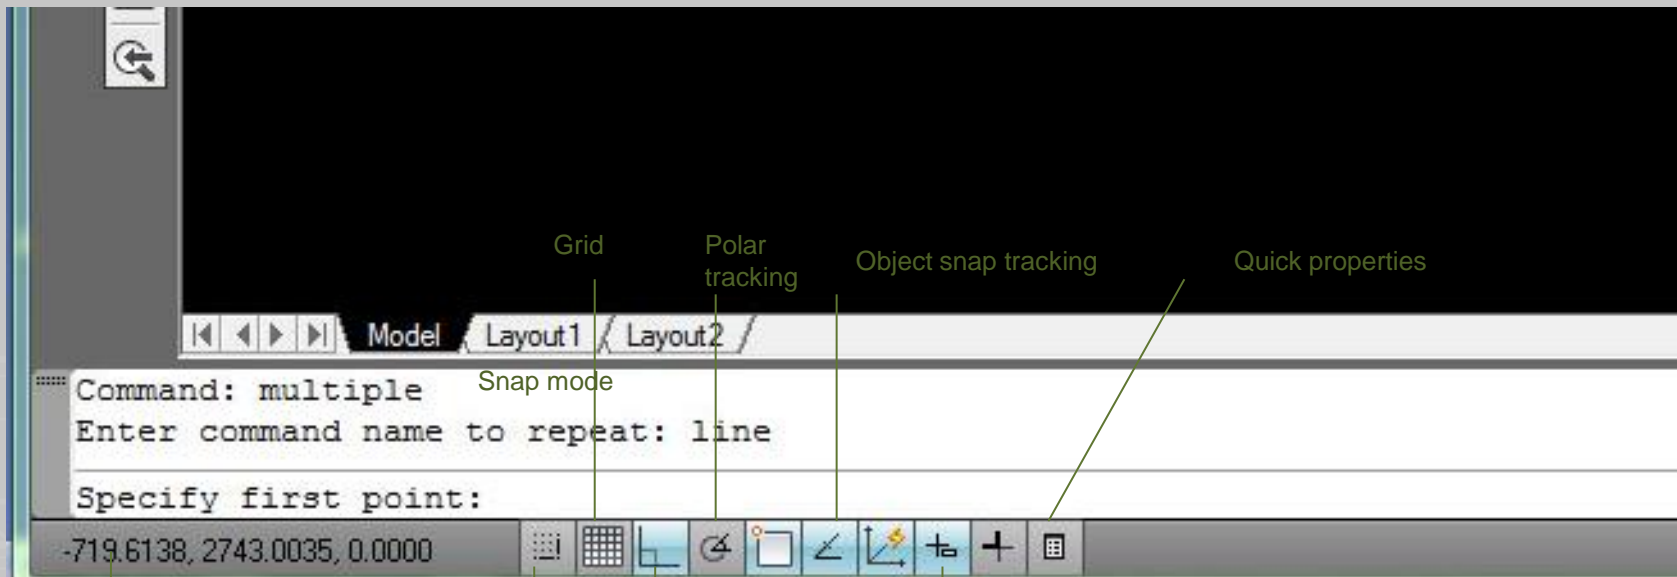 Grid
Polar
tracking
Object snap tracking
Quick properties
Model
Layout1
Layout2
Snap mode
Command: multiple
Enter command name to repeat: line
Specify first point:
-719.6138, 2743.0035, 0.0000